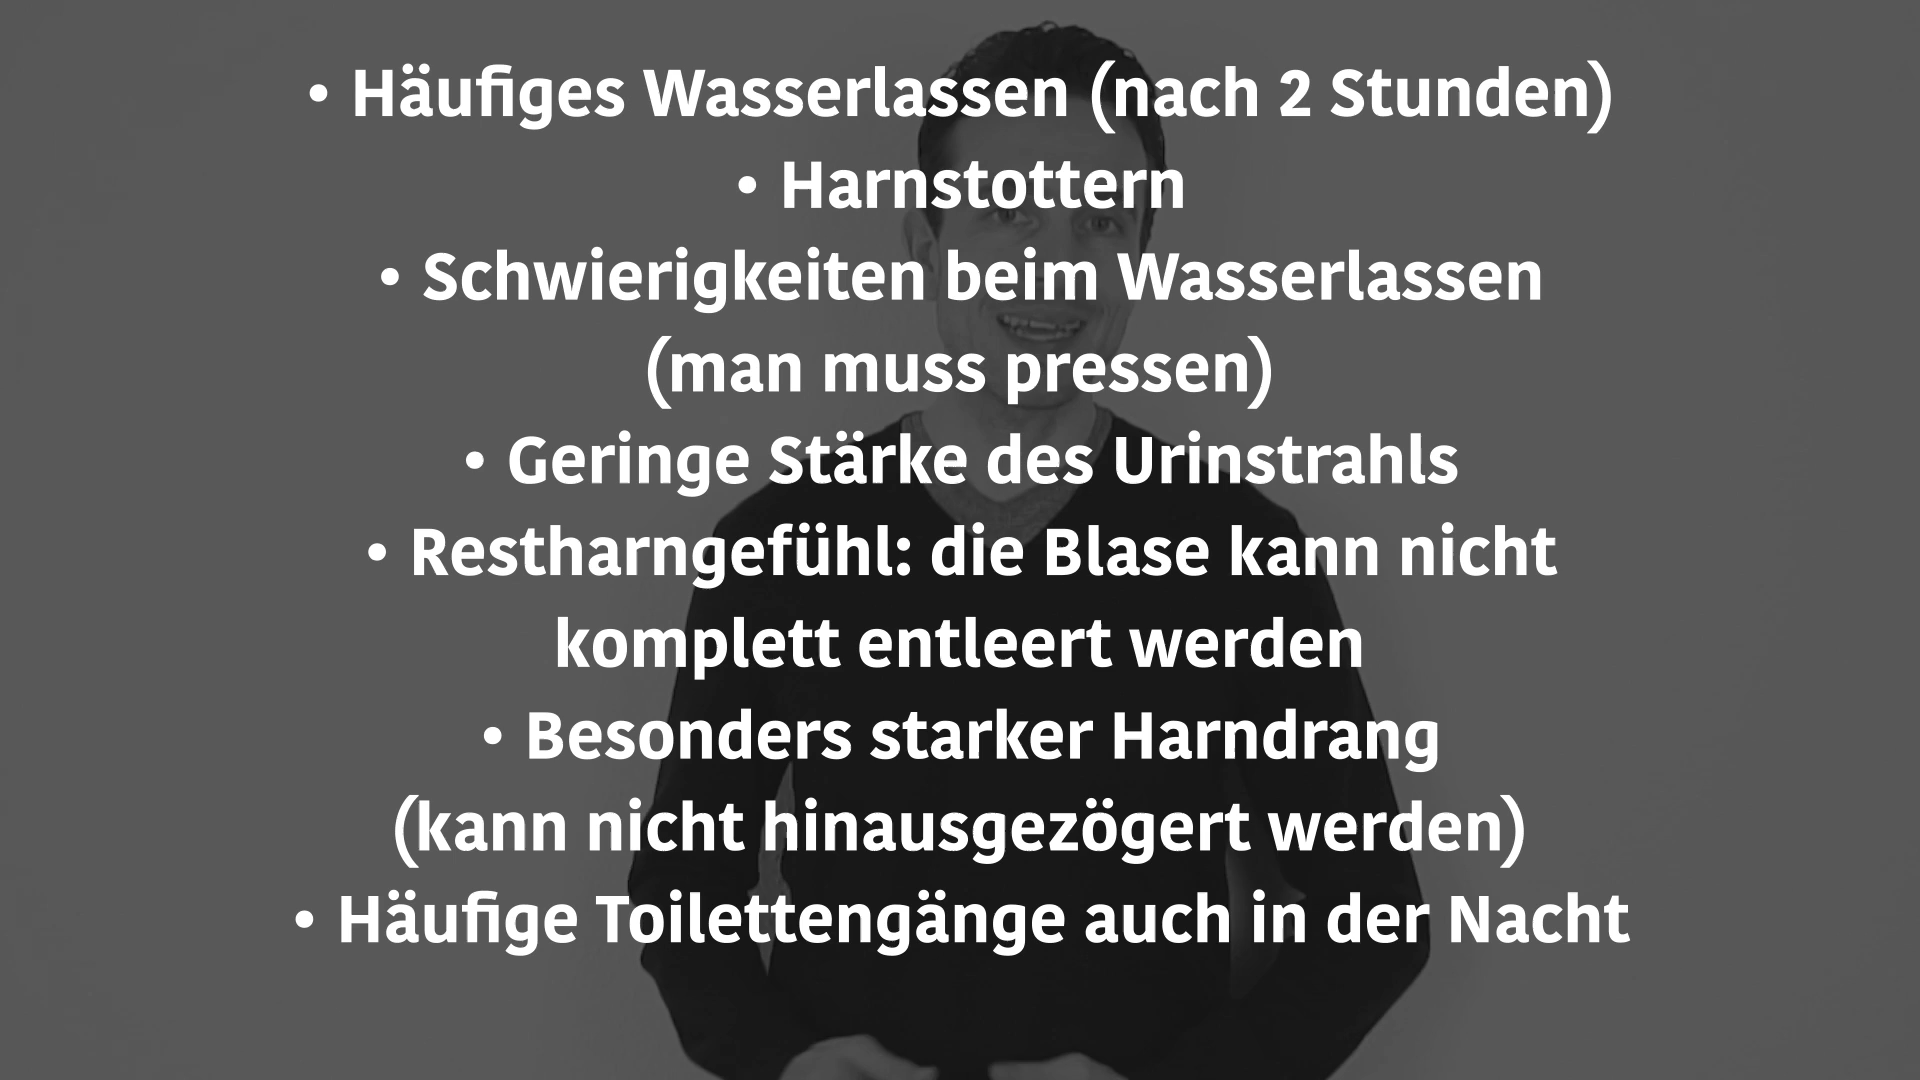 • Häufiges Wasserlassen (nach 2 Stunden)
• Harnstottern
• Schwierigkeiten beim Wasserlassen
(man muss pressen)
• Geringe Stärke des Urinstrahls
• Restharngefühl: die Blase kann nicht
komplett entleert werden
• Besonders starker Harndrang
(kann nicht hinausgezögert werden)
• Häufige Toilettengänge auch in der Nacht